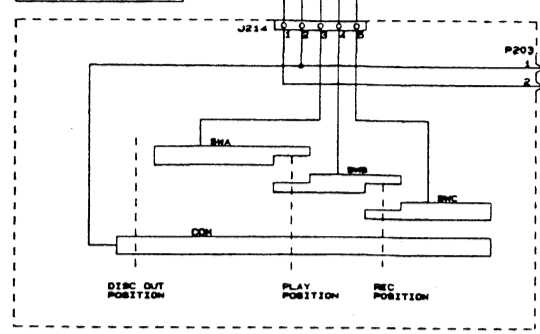 J214
1 2 3 4 5
P203
1
2
SWA
SWB
SWC
COM
DISC OUT
POSITION
PLAY
POSITION
REC
POSITION